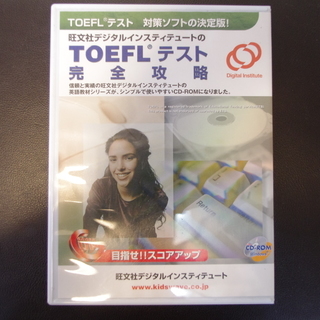 TOEFL®テスト 対策ソフトの決定版!
旺文社デジタルインスティテュートの
TOEFL®テスト
完全攻略
Digital Institute
信頼と実績の旺文社デジタルインスティテュートの
英語教材シリーズが、シンプルで使いやすいCD-ROMになりました。
目指せ!!スコアアップ
CD-ROM
旺文社デジタルインスティテュート